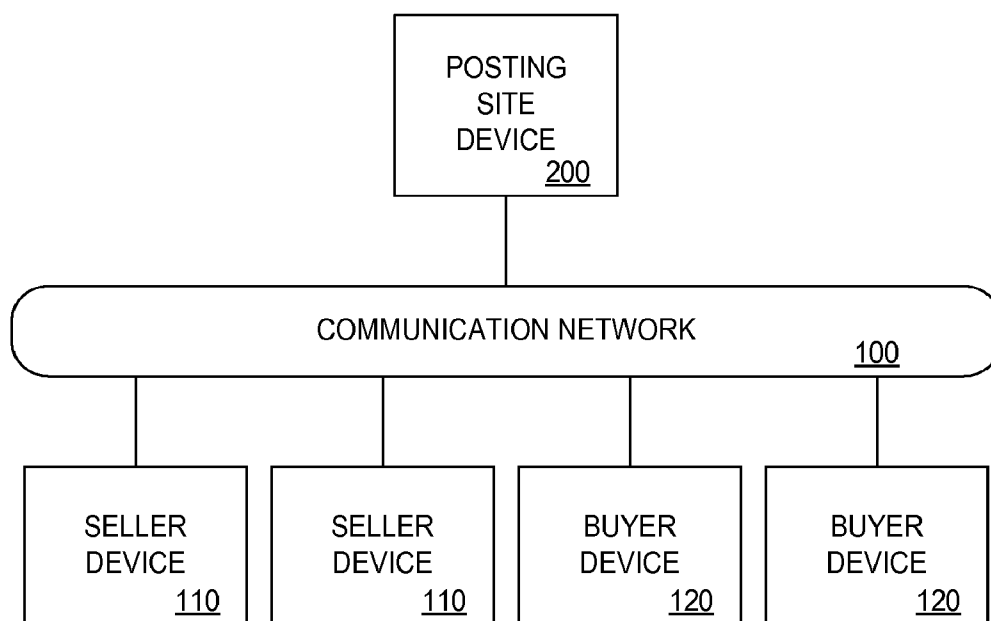 POSTING
SITE
DEVICE
200
COMMUNICATION NETWORK
100
SELLER
DEVICE
110
SELLER
DEVICE
110
BUYER
DEVICE
120
BUYER
DEVICE
120